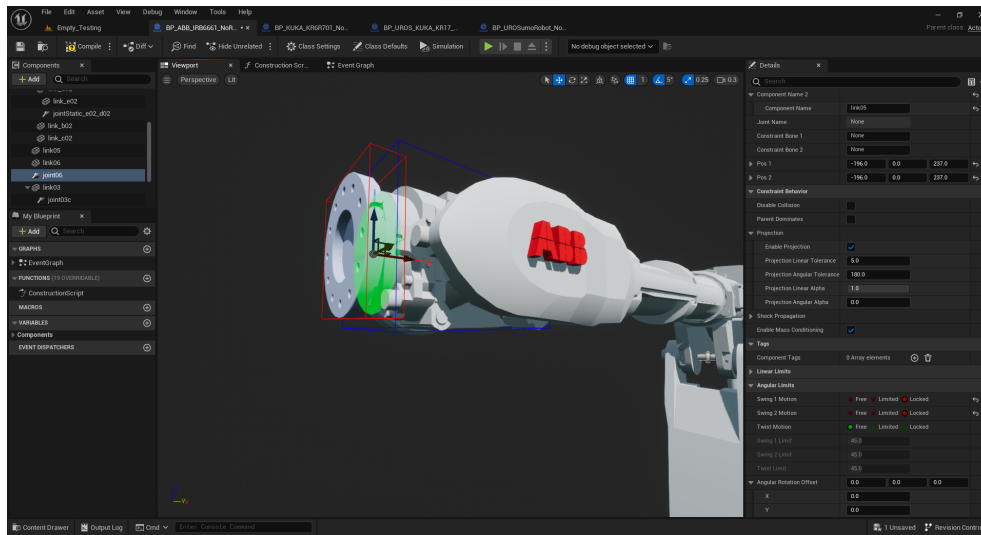 File Edit Asset View Debug Window Tools Help
Empty_Testing
BP_ABB_IRB6661_NoR...
BP_KUKA_KR6R701_No...
BP_UROS_KUKA_KR17_...
BP_UROSumoRobot_No...
Parent class: Acto
Compile
Diff
Find
Hide Unrelated
Class Settings
Class Defaults
Simulation
No debug object selected
Components
+ Add
Search
link_e02
jointStatic_e02_d02
link_b02
link_c02
link05
link06
joint06
link03
joint03c
My Blueprint
+ Add
Search
GRAPHS
EventGraph
FUNCTIONS (19 OVERRIDABLE)
ConstructionScript
MACROS
VARIABLES
Components
EVENT DISPATCHERS
Viewport
Construction Scr...
Event Graph
Perspective
Lit
1
5°
0.25
0.3
ABB
Details
Search
Component Name 2
Component Name link05
Joint Name None
Constraint Bone 1 None
Constraint Bone 2 None
Pos 1 -196.0 0.0 237.0
Pos 2 -196.0 0.0 237.0
Constraint Behavior
Disable Collision
Parent Dominates
Projection
Enable Projection
Projection Linear Tolerance 5.0
Projection Angular Tolerance 180.0
Projection Linear Alpha 1.0
Projection Angular Alpha 0.0
Shock Propagation
Enable Mass Conditioning
Tags
Component Tags 0 Array elements
Linear Limits
Angular Limits
Swing 1 Motion Free Limited Locked
Swing 2 Motion Free Limited Locked
Twist Motion Free Limited Locked
Swing 1 Limit 45.0
Swing 2 Limit 45.0
Twist Limit 45.0
Angular Rotation Offset 0.0 0.0 0.0
X 0.0
Y 0.0
Content Drawer
Output Log
Cmd
Enter Console Command
1 Unsaved
Revision Contro